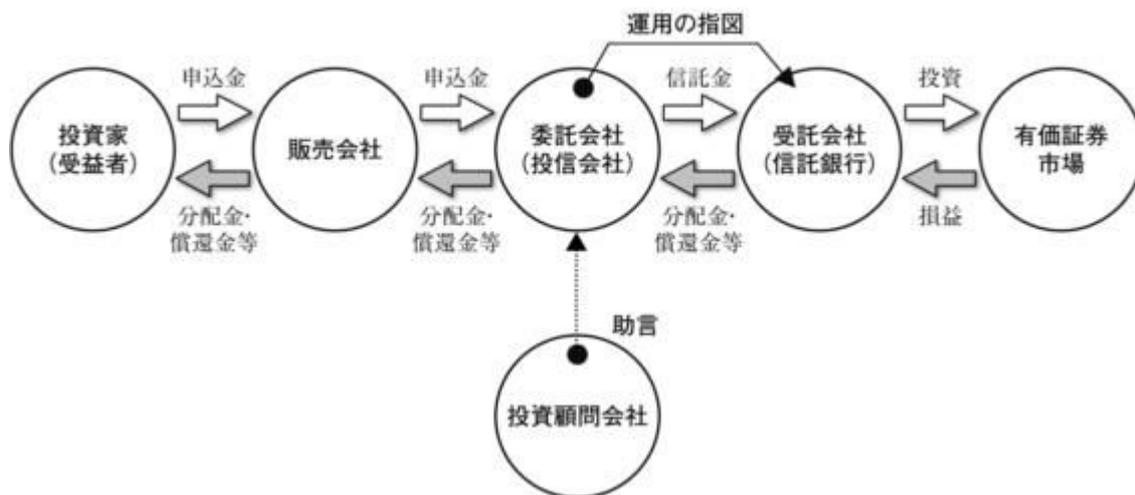 運用の指図
申込金
申込金
信託金
投資
投資家
(受益者)
販売会社
委託会社
(投信会社)
受託会社
(信託銀行)
有価証券
市場
分配金・
償還金等
分配金・
償還金等
分配金・
償還金等
損益
助言
投資顧問会社